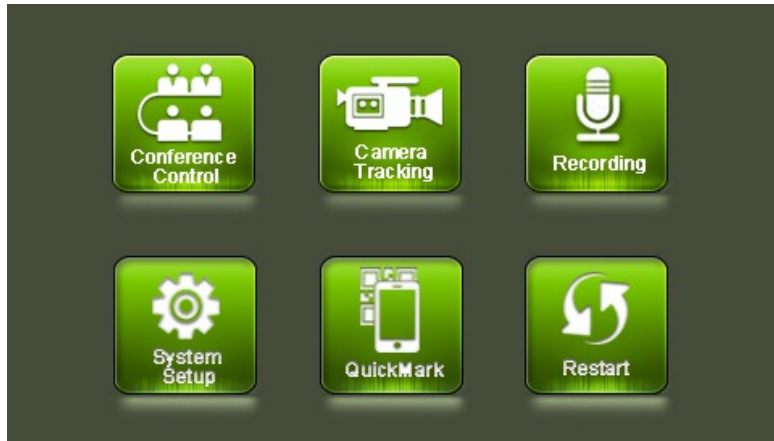 Conference
Control
Camera
Tracking
Recording
System
Setup
QuickMark
Restart